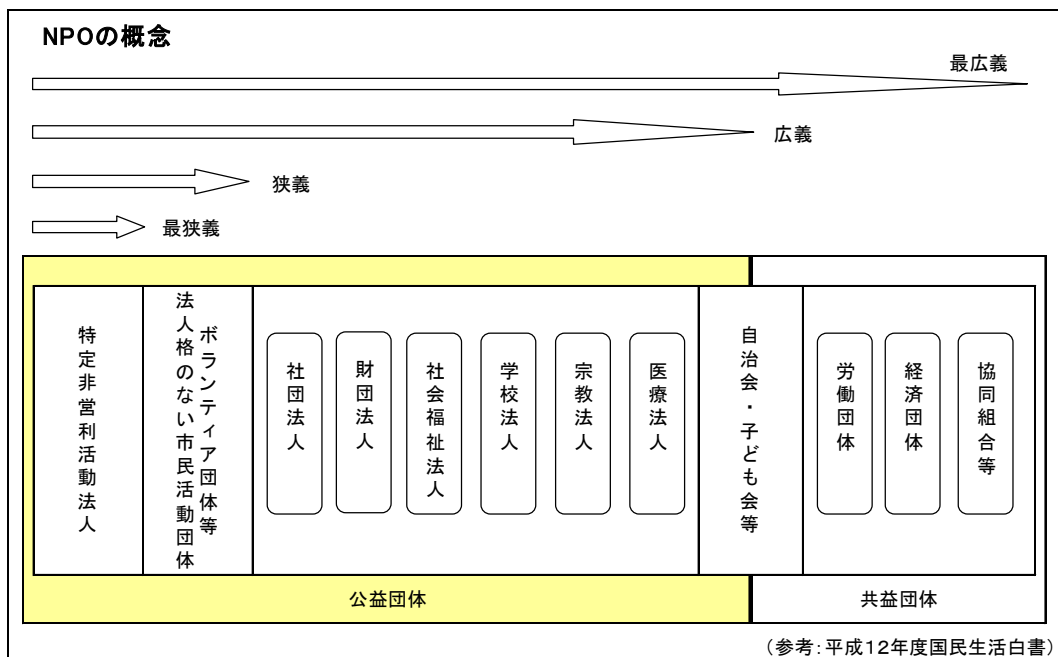 NPOの概念
最広義
広義
狭義
最狭義
特定非営利活動法人
ボランティア団体等
法人格のない市民活動団体
社団法人
財団法人
社会福祉法人
学校法人
宗教法人
医療法人
自治会・子ども会等
労働団体
経済団体
協同組合等
公益団体
共益団体
(参考:平成12年度国民生活白書)